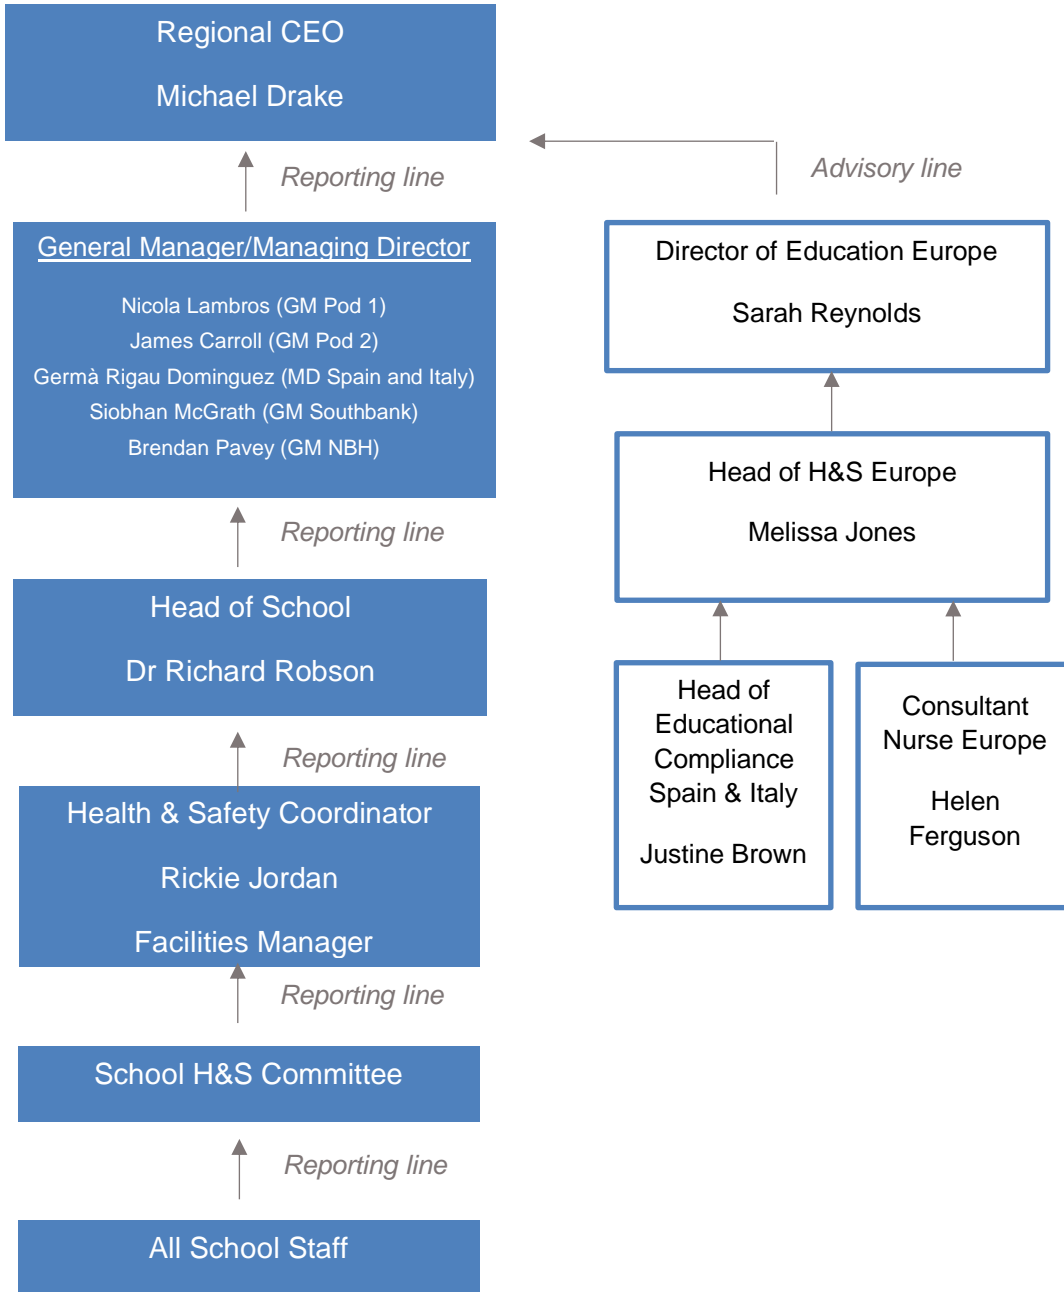 Regional CEO
Michael Drake
Reporting line
General Manager/Managing Director
Nicola Lambros (GM Pod 1)
James Carroll (GM Pod 2)
Germà Rigau Dominguez (MD Spain and Italy)
Siobhan McGrath (GM Southbank)
Brendan Pavey (GM NBH)
Reporting line
Head of School
Dr Richard Robson
Reporting line
Health & Safety Coordinator
Rickie Jordan
Facilities Manager
Reporting line
School H&S Committee
Reporting line
All School Staff
Advisory line
Director of Education Europe
Sarah Reynolds
Head of H&S Europe
Melissa Jones
Head of
Educational
Compliance
Spain & Italy
Justine Brown
Consultant
Nurse Europe
Helen
Ferguson